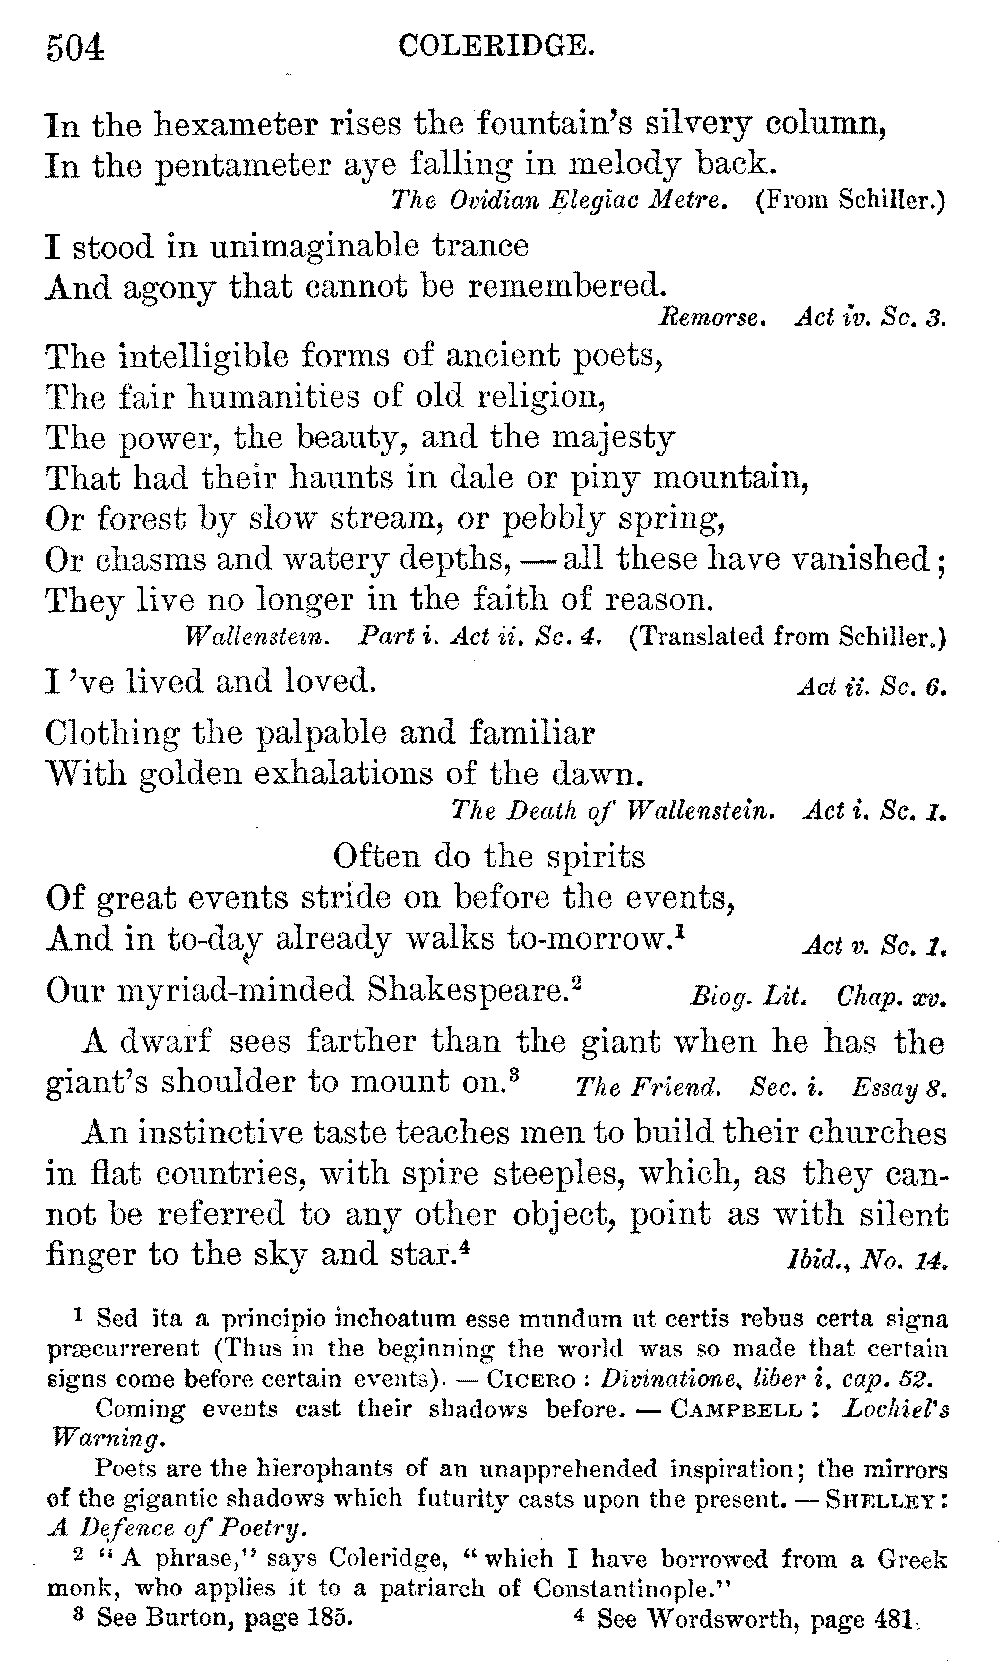 504 COLERIDGE.
In the hexameter rises the fountain's silvery column,
In the pentameter aye falling in melody back.
The Ovidian Elegiac Metre. (From Schiller.)
I stood in unimaginable trance
And agony that cannot be remembered.
Remorse. Act iv. Sc. 3.
The intelligible forms of ancient poets,
The fair humanities of old religion,
The power, the beauty, and the majesty
That had their haunts in dale or piny mountain,
Or forest by slow stream, or pebbly spring,
Or chasms and watery depths, — all these have vanished;
They live no longer in the faith of reason.
Wallenstein. Part i. Act ii. Sc. 4. (Translated from Schiller.)
I 've lived and loved. Act ii. Sc. 6.
Clothing the palpable and familiar
With golden exhalations of the dawn.
The Death of Wallenstein. Act i. Sc. 1.
Often do the spirits
Of great events stride on before the events,
And in to-day already walks to-morrow.¹ Act v. Sc. 1.
Our myriad-minded Shakespeare.² Biog. Lit. Chap. xv.
A dwarf sees farther than the giant when he has the
giant's shoulder to mount on.³ The Friend. Sec. i. Essay 8.
An instinctive taste teaches men to build their churches
in flat countries, with spire steeples, which, as they can-
not be referred to any other object, point as with silent
finger to the sky and star.⁴ Ibid., No. 14.
¹ Sed ita a principio inchoatum esse mundum ut certis rebus certa signa
præcurrerent (Thus in the beginning the world was so made that certain
signs come before certain events). — CICERO: Divinatione, liber i. cap. 52.
Coming events cast their shadows before. — CAMPBELL: Lochiel's
Warning.
Poets are the hierophants of an unapprehended inspiration; the mirrors
of the gigantic shadows which futurity casts upon the present. — SHELLEY:
A Defence of Poetry.
² "A phrase," says Coleridge, "which I have borrowed from a Greek
monk, who applies it to a patriarch of Constantinople."
³ See Burton, page 185. ⁴ See Wordsworth, page 481.